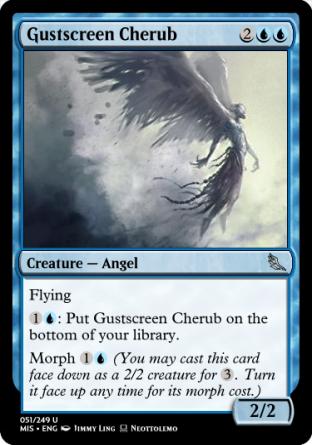 Gustscreen Cherub 2
Creature — Angel
Flying
1: Put Gustscreen Cherub on the
bottom of your library.
Morph 1 (You may cast this card
face down as a 2/2 creature for 3. Turn
it face up any time for its morph cost.)
2/2
051/249 U
MIS • ENG Jimmy Ling Neottolemo